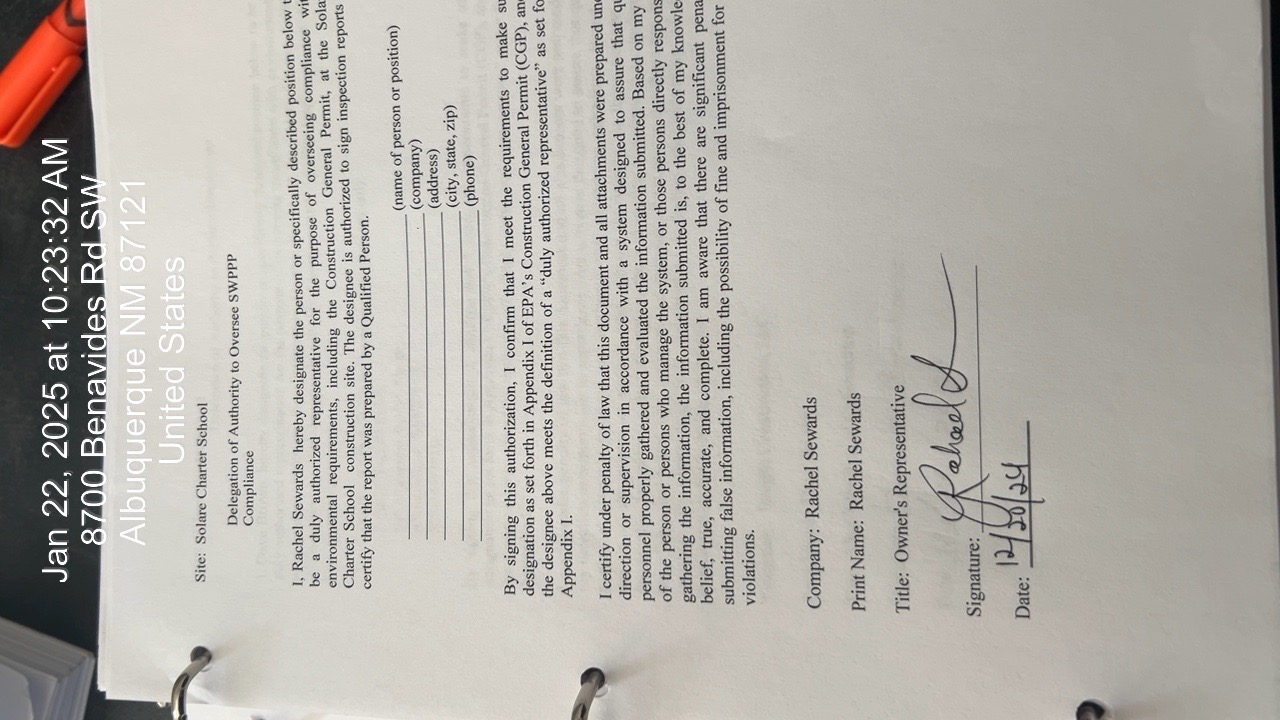 Jan 22, 2025 at 10:23:32 AM
8700 Benavides Rd SW
Albuquerque NM 87121
United States
Site: Solare Charter School
Delegation of Authority to Oversee SWPPP
Compliance
I, Rachel Sewards hereby designate the person or specifically described position below
be a duly authorized representative for the purpose of overseeing compliance
environmental requirements, including the Construction General Permit, at the
Charter School construction site. The designee is authorized to sign inspection reports
certify that the report was prepared by a Qualified Person.
(name of person or position)
(company)
(address)
(city, state, zip)
(phone)
By signing this authorization, I confirm that I meet the requirements to make
designation as set forth in Appendix I of EPA's Construction General Permit (CGP),
the designee above meets the definition of a "duly authorized representative" as set
Appendix I.
I certify under penalty of law that this document and all attachments were prepared
direction or supervision in accordance with a system designed to assure that
personnel properly gathered and evaluated the information submitted. Based on my
of the person or persons who manage the system, or those persons directly
gathering the information, the information submitted is, to the best of my
belief, true, accurate, and complete. I am aware that there are significant
submitting false information, including the possibility of fine and imprisonment for
violations.
Company: Rachel Sewards
Print Name: Rachel Sewards
Title: Owner's Representative
Signature: Rachael S
Date: 12/20/24